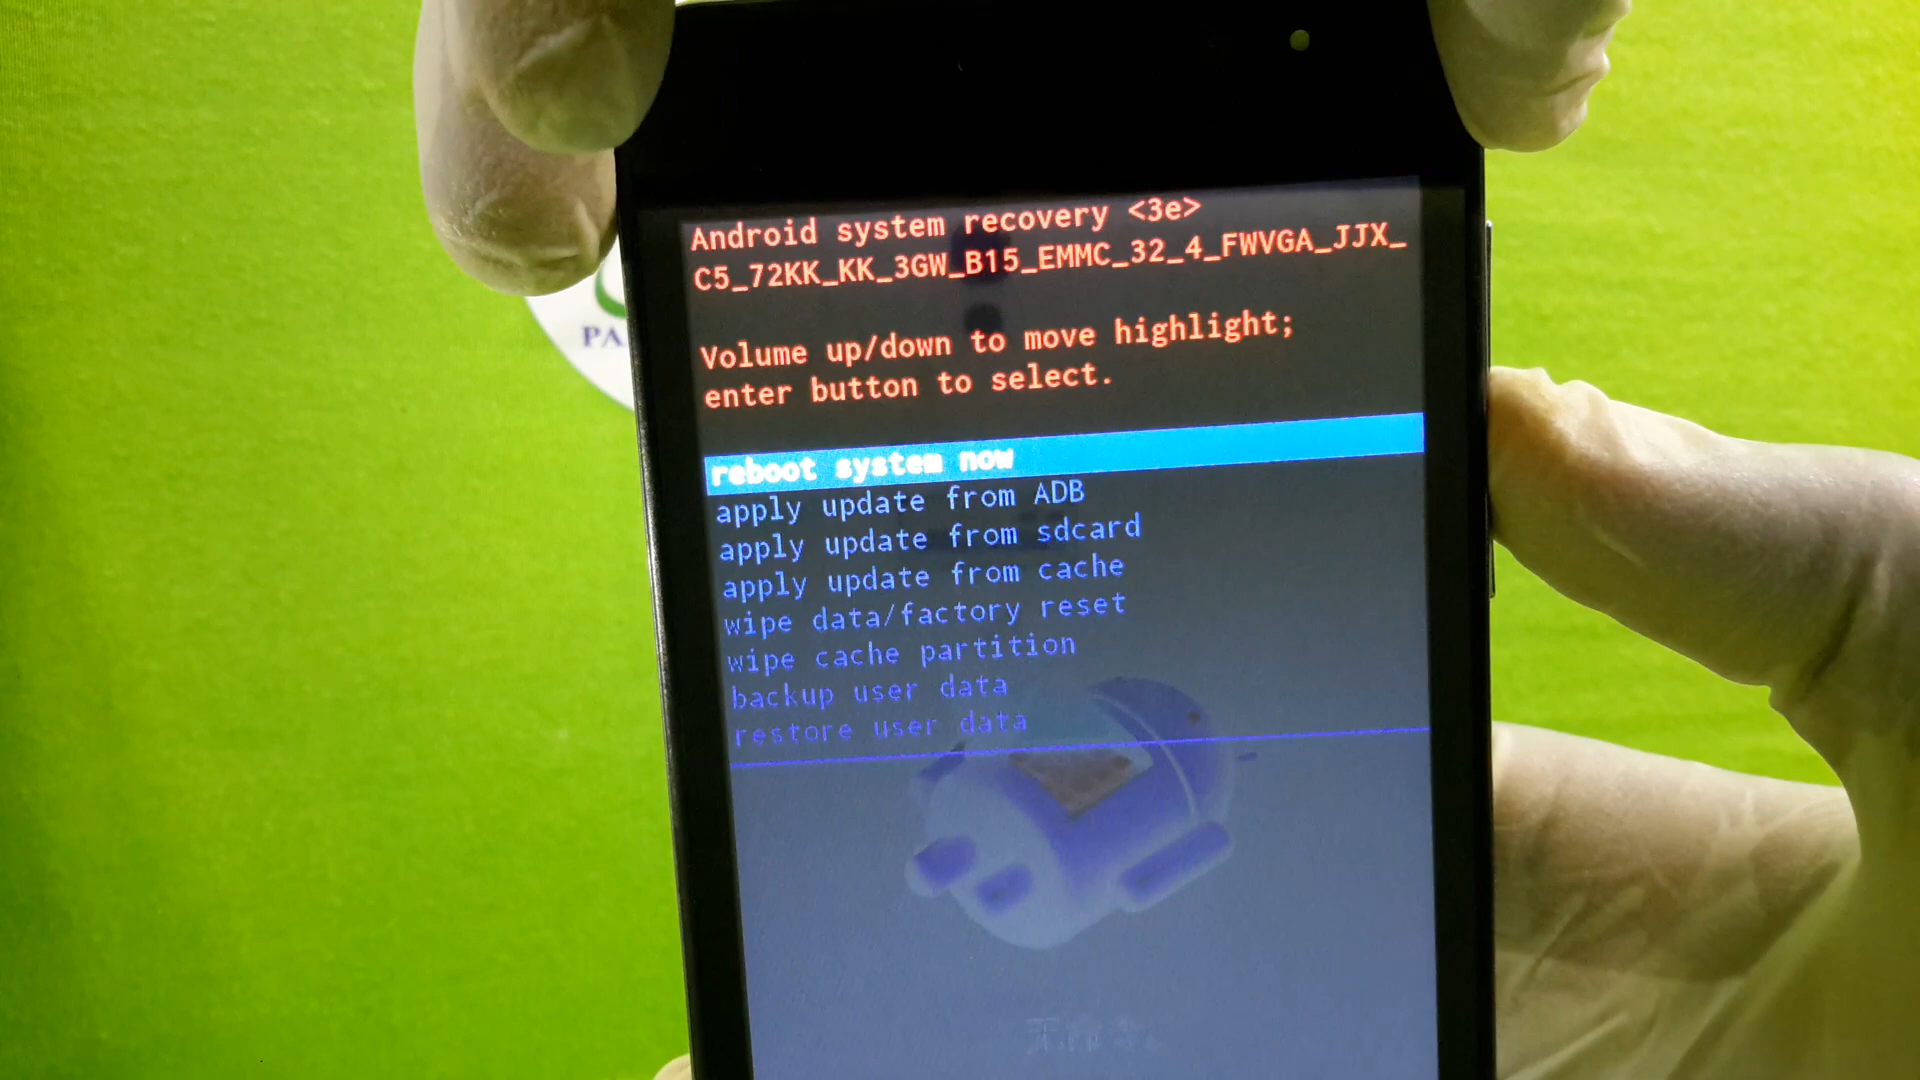 Android system recovery <3e>
C5_72KK_KK_3GW_B15_EMMC_32_4_FWVGA_JJX_
Volume up/down to move highlight;
enter button to select.
reboot system now
apply update from ADB
apply update from sdcard
apply update from cache
wipe data/factory reset
wipe cache partition
backup user data
restore user data
PA